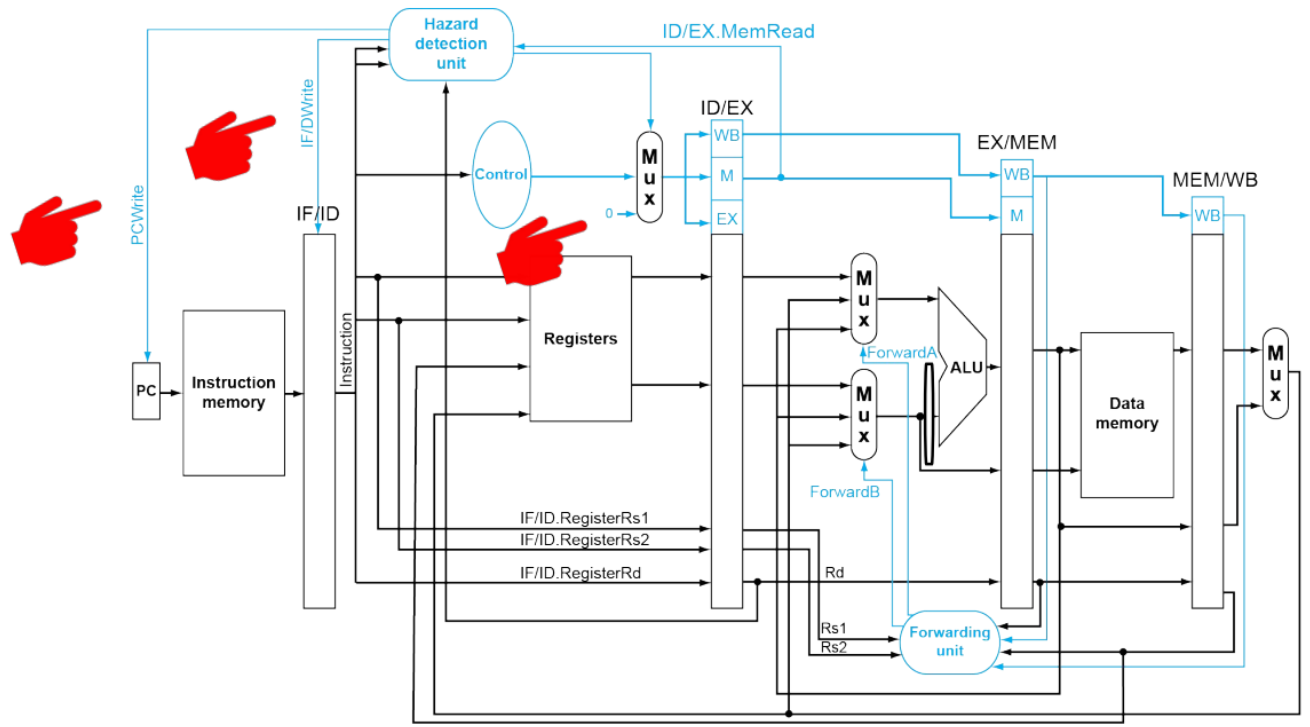 Hazard
detection
unit
ID/EX.MemRead
PCWrite
IF/DWrite
ID/EX
WB
M
EX
Control
Mux
0
EX/MEM
WB
M
MEM/WB
WB
IF/ID
Instruction
PC
Instruction
memory
Registers
Mux
ForwardA
Mux
ForwardB
ALU
Data
memory
Mux
IF/ID.RegisterRs1
IF/ID.RegisterRs2
IF/ID.RegisterRd
Rd
Rs1
Rs2
Forwarding
unit